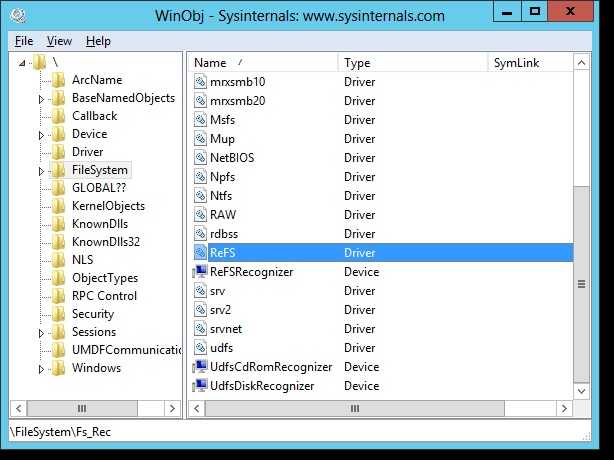 WinObj - Sysinternals: www.sysinternals.com
File View Help
\
ArcName
BaseNamedObjects
Callback
Device
Driver
FileSystem
GLOBAL??
KernelObjects
KnownDlls
KnownDlls32
NLS
ObjectTypes
RPC Control
Security
Sessions
UMDFCommunicatic
Windows
Name / Type SymLink
mrxsmb10 Driver
mrxsmb20 Driver
Msfs Driver
Mup Driver
NetBIOS Driver
Npfs Driver
Ntfs Driver
RAW Driver
rdbss Driver
ReFS Driver
ReFSRecognizer Device
srv Driver
srv2 Driver
srvnet Driver
udfs Driver
UdfsCdRomRecognizer Device
UdfsDiskRecognizer Device
\FileSystem\Fs_Rec